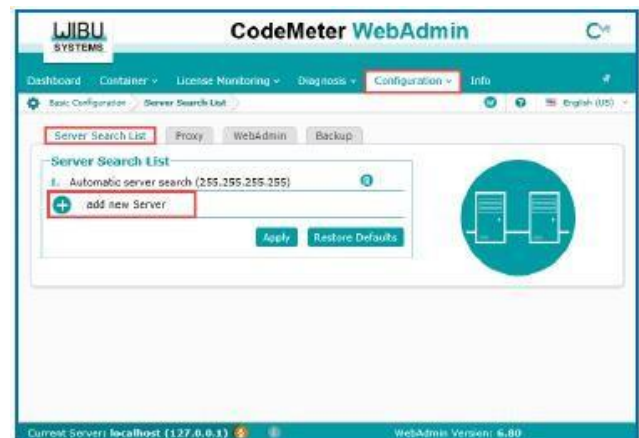 WIBU
SYSTEMS
CodeMeter WebAdmin
Dashboard Container License Monitoring Diagnosis Configuration Info
Basic Configuration Server Search List English (US)
Server Search List Proxy WebAdmin Backup
Server Search List
1. Automatic server search (255.255.255.255)
add new Server
Apply Restore Defaults
Current Server: localhost (127.0.0.1) WebAdmin Version: 6.80